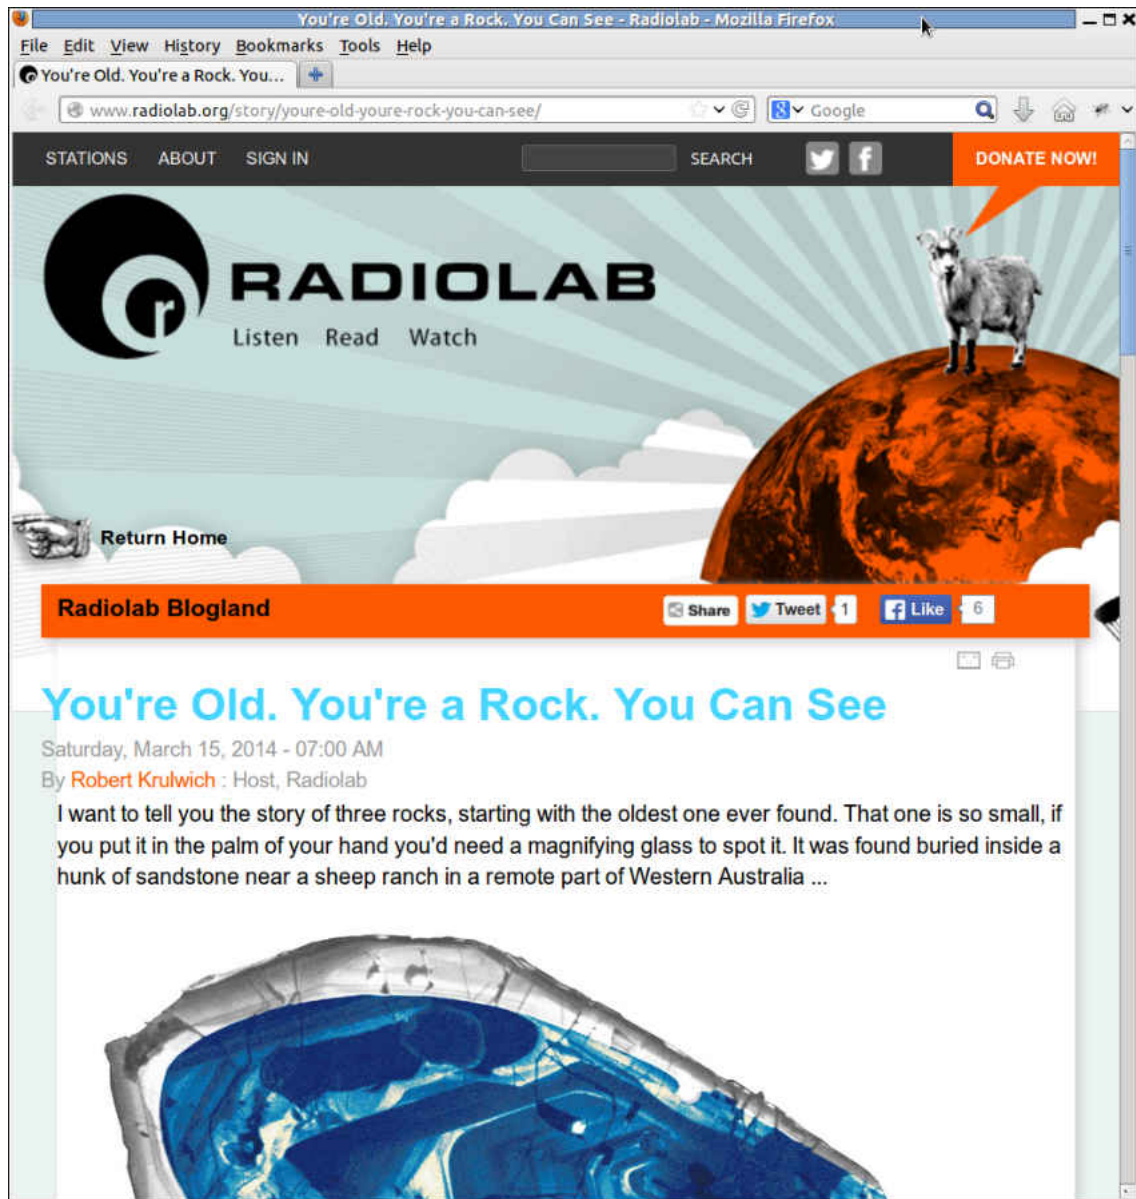 You're Old. You're a Rock. You Can See - Radiolab - Mozilla Firefox
File Edit View History Bookmarks Tools Help
You're Old. You're a Rock. You...
www.radiolab.org/story/youre-old-youre-rock-you-can-see/ Google
STATIONS ABOUT SIGN IN SEARCH DONATE NOW!
r RADIOLAB
Listen Read Watch
Return Home
Radiolab Blogland Share Tweet 1 Like 6
You're Old. You're a Rock. You Can See
Saturday, March 15, 2014 - 07:00 AM
By Robert Krulwich : Host, Radiolab
I want to tell you the story of three rocks, starting with the oldest one ever found. That one is so small, if
you put it in the palm of your hand you'd need a magnifying glass to spot it. It was found buried inside a
hunk of sandstone near a sheep ranch in a remote part of Western Australia ...